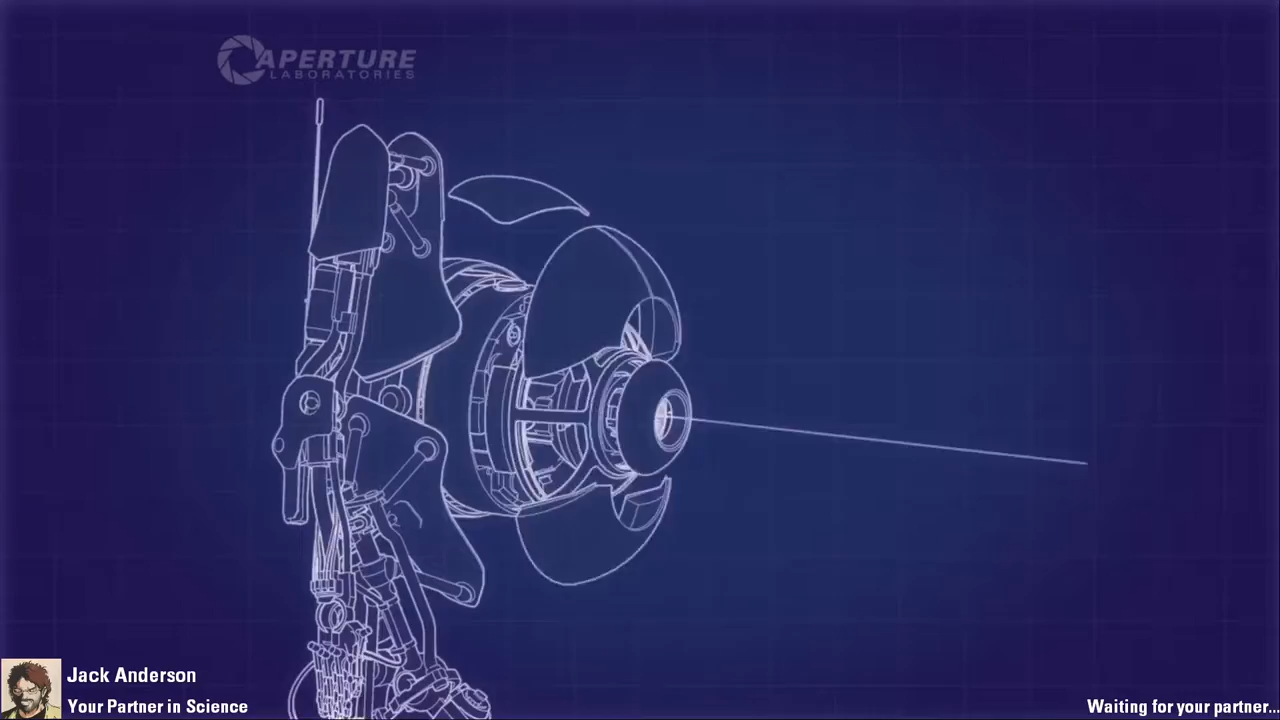 APERTURE
LABORATORIES
Jack Anderson
Your Partner in Science
Waiting for your partner...